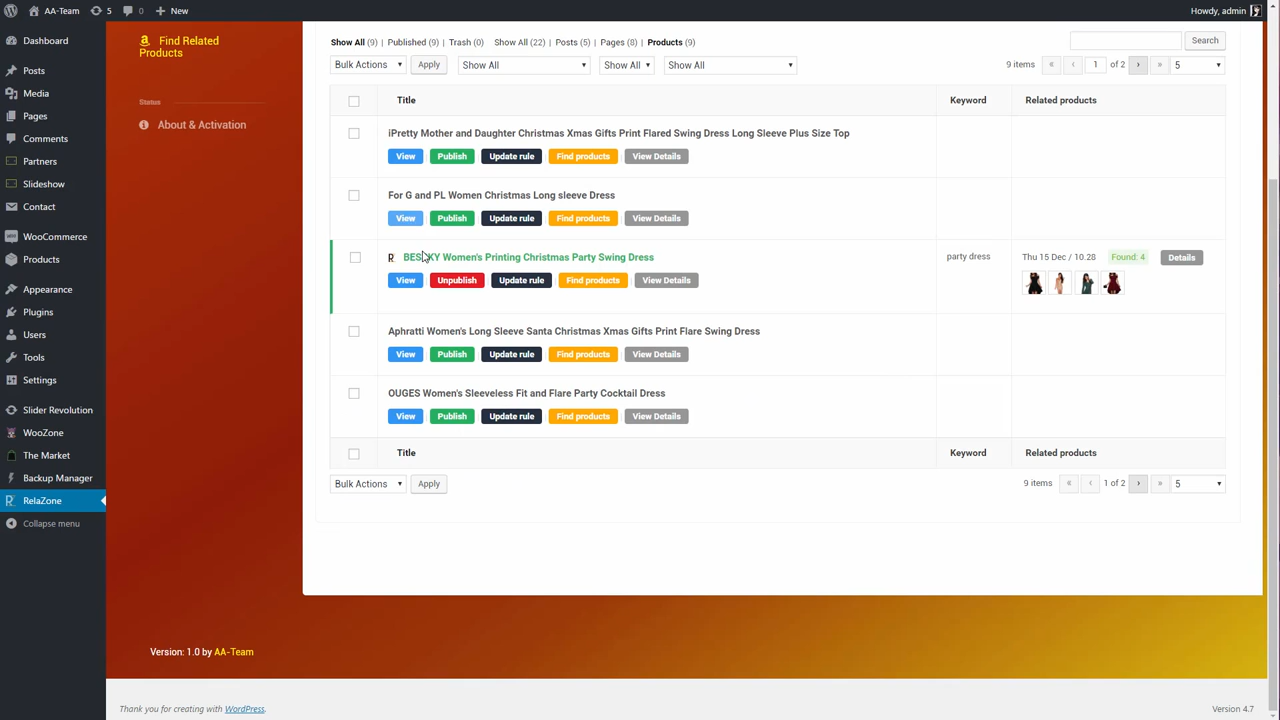 AA-Team 5 0 New Howdy, admin
Dashboard
Posts
Media
Pages
Comments
Partners
Slideshow
Contact
WooCommerce
Products
Appearance
Plugins
Users
Tools
Settings
Slider Revolution
WooZone
The Market
Backup Manager
RelaZone
Collapse menu
Find Related
Products
Status
About & Activation
Version: 1.0 by AA-Team
Show All (9) | Published (9) | Trash (0) Show All (22) | Posts (5) | Pages (8) | Products (9)
Search
Bulk Actions Apply Show All Show All Show All 9 items « ‹ 1 of 2 › » 5
Title Keyword Related products
iPretty Mother and Daughter Christmas Xmas Gifts Print Flared Swing Dress Long Sleeve Plus Size Top
View Publish Update rule Find products View Details
For G and PL Women Christmas Long sleeve Dress
View Publish Update rule Find products View Details
R Women's Printing Christmas Party Swing Dress party dress Thu 15 Dec / 10.28 Found: 4 Details
View Unpublish Update rule Find products View Details
Aphratti Women's Long Sleeve Santa Christmas Xmas Gifts Print Flare Swing Dress
View Publish Update rule Find products View Details
OUGES Women's Sleeveless Fit and Flare Party Cocktail Dress
View Publish Update rule Find products View Details
Title Keyword Related products
Bulk Actions Apply 9 items « ‹ 1 of 2 › » 5
Thank you for creating with WordPress. Version 4.7